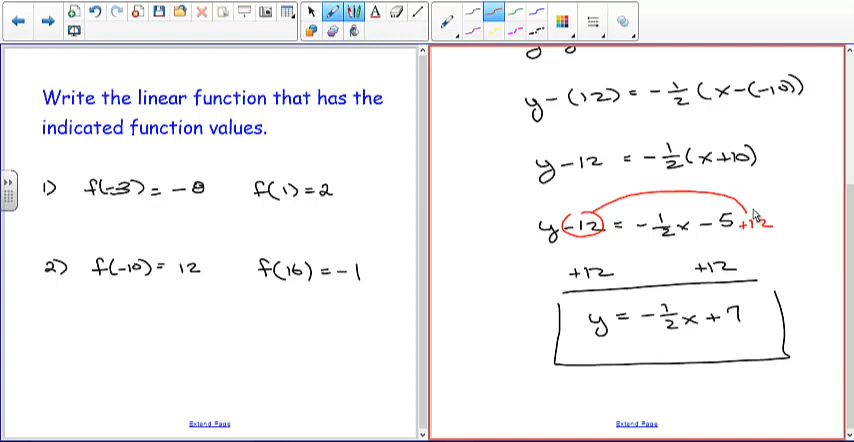 Write the linear function that has the
indicated function values.
1) f(-3) = -8 f(1) = 2
2) f(-10) = 12 f(16) = -1
Extend Page
y - (12) = -1/2 (x - (-10))
y - 12 = -1/2 (x + 10)
y - 12 = -1/2 x - 5 +12
+12 +12
y = -1/2 x + 7
Extend Page